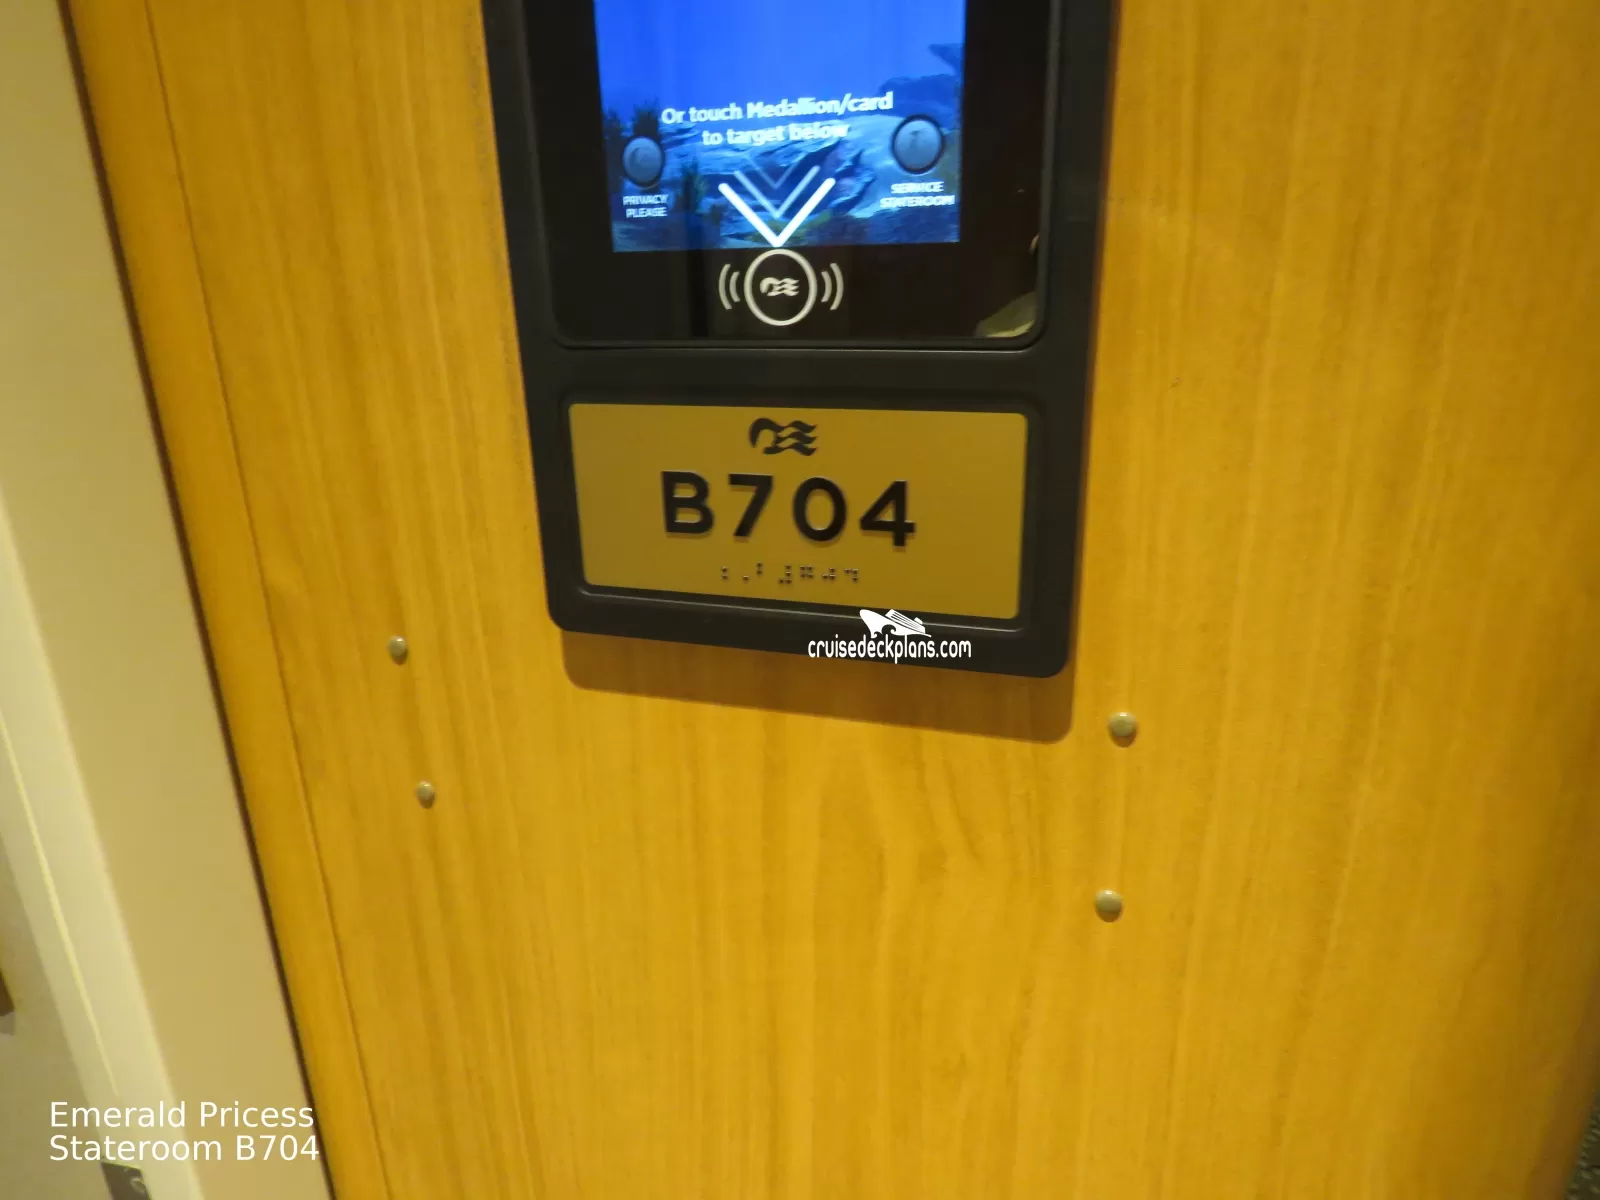 Or touch Medallion/card
to target below
PRIVACY
PLEASE
SERVICE
STATEROOM
B704
cruisedeckplans.com
Emerald Pricess
Stateroom B704